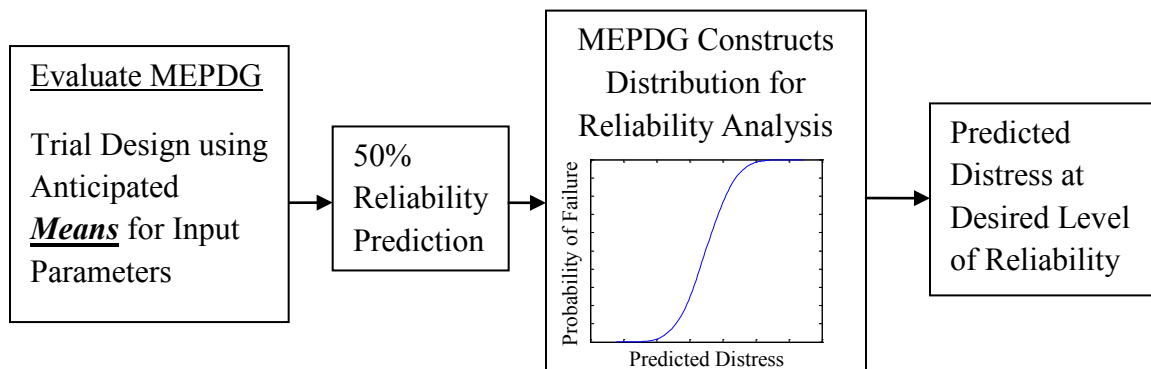 Evaluate MEPDG
Trial Design using
Anticipated
Means for Input
Parameters
50%
Reliability
Prediction
MEPDG Constructs
Distribution for
Reliability Analysis
Probability of Failure
Predicted Distress
Predicted
Distress at
Desired Level
of Reliability